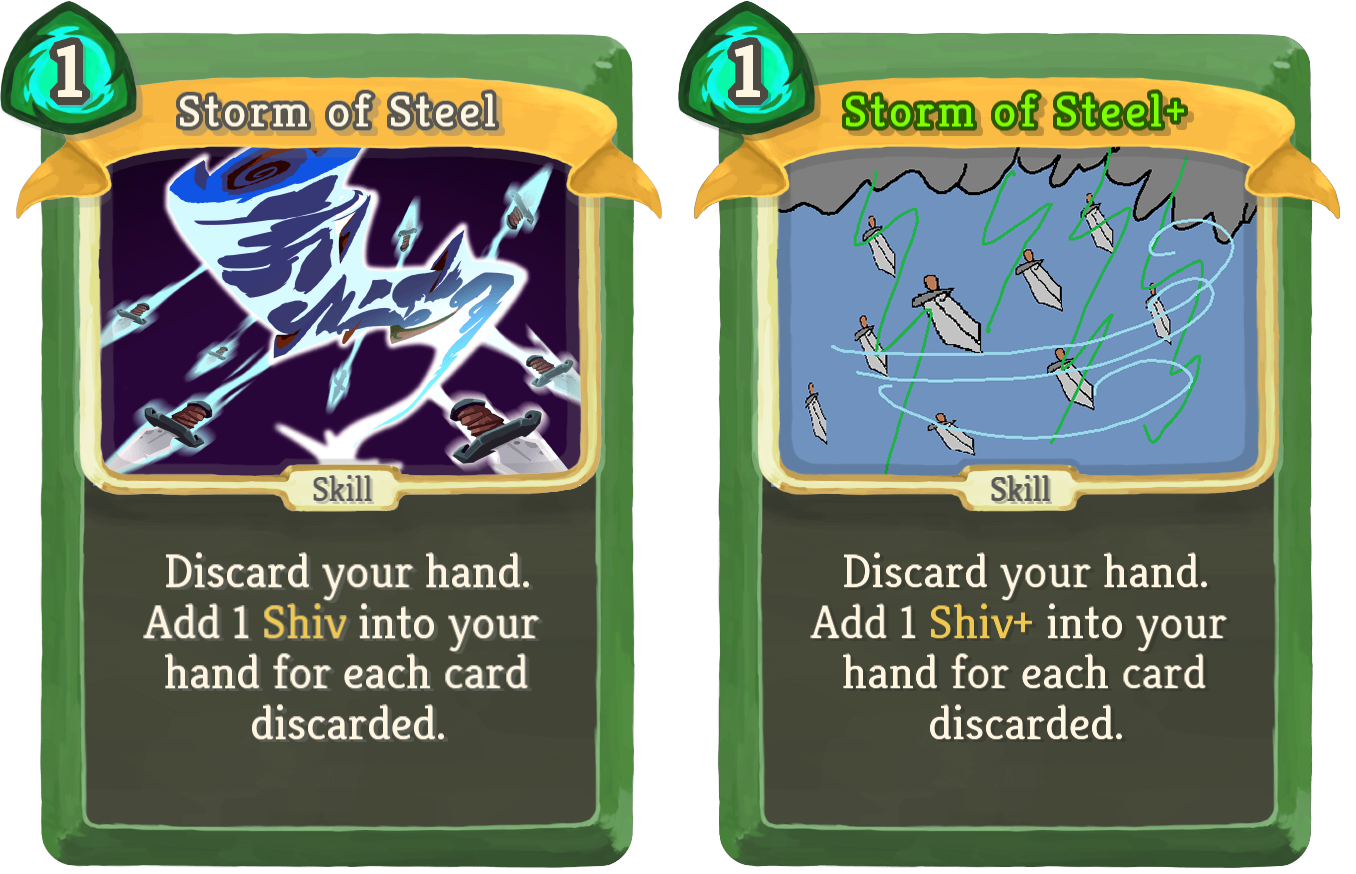 1
Storm of Steel
Skill
Discard your hand.
Add 1 Shiv into your
hand for each card
discarded.
1
Storm of Steel+
Skill
Discard your hand.
Add 1 Shiv+ into your
hand for each card
discarded.